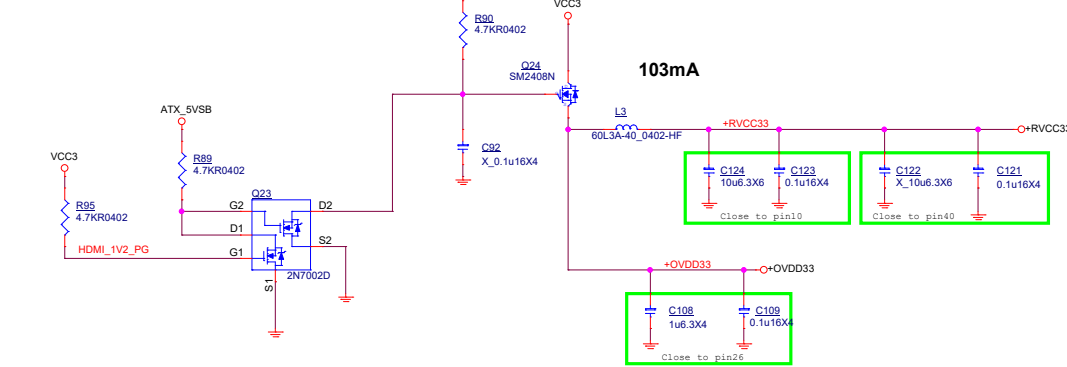 VCC3
R90
4.7KR0402
Q24
SM2408N
103mA
ATX_5VSB
L3
60L3A-40_0402-HF
+RVCC33
+RVCC33
VCC3
R89
4.7KR0402
C92
X_0.1u16X4
C124
10u6.3X6
C123
0.1u16X4
C122
X_10u6.3X6
C121
0.1u16X4
Close to pin10
Close to pin40
R95
4.7KR0402
Q23
G2
D2
D1
S2
HDMI_1V2_PG
G1
2N7002D
S1
+OVDD33
+OVDD33
C108
1u6.3X4
C109
0.1u16X4
Close to pin26